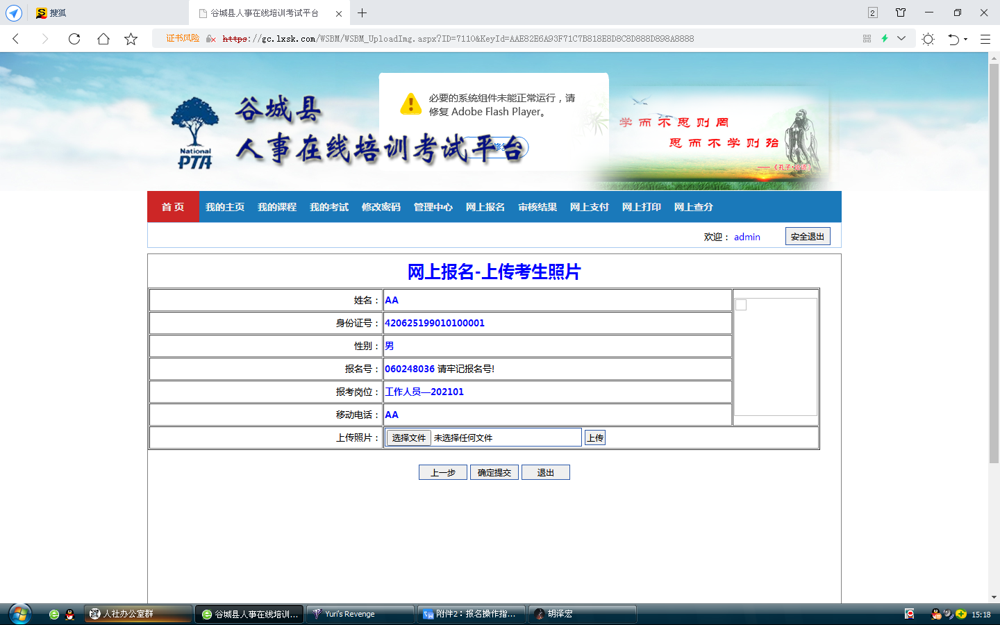 搜狐
谷城县人事在线培训考试平台
2
证书风险 https://gc.lxsk.com/WSBM/WSBM_UploadImg.aspx?ID=7110&KeyId=AAE82E6A93F71C7B818E8D8C8D888D898A8888
必要的系统组件未能正常运行，请
修复 Adobe Flash Player。
National
PTA
谷城县
人事在线培训考试平台
学而不思则罔
思而不学则殆
首 页 我的主页 我的课程 我的考试 修改密码 管理中心 网上报名 审核结果 网上支付 网上打印 网上查分
欢迎： admin 安全退出
网上报名-上传考生照片
姓名： AA
身份证号： 420625199010100001
性别： 男
报名号： 060248036 请牢记报名号!
报考岗位： 工作人员—202101
移动电话： AA
上传照片： 选择文件 未选择任何文件 上传
上一步 确定提交 退出
人社办公室群 谷城县人事在线培训... Yuri's Revenge 附件2：报名操作指... 胡泽宏 15:18